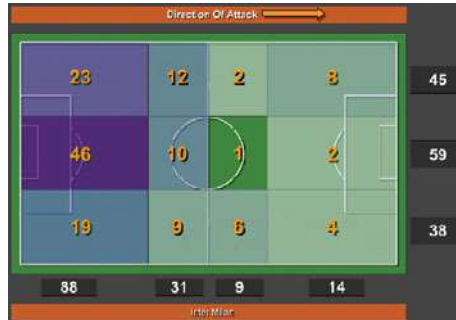 Direction Of Attack
23 12 2 8 45
46 10 1 2 59
19 9 6 4 38
88 31 9 14
Inter Milan